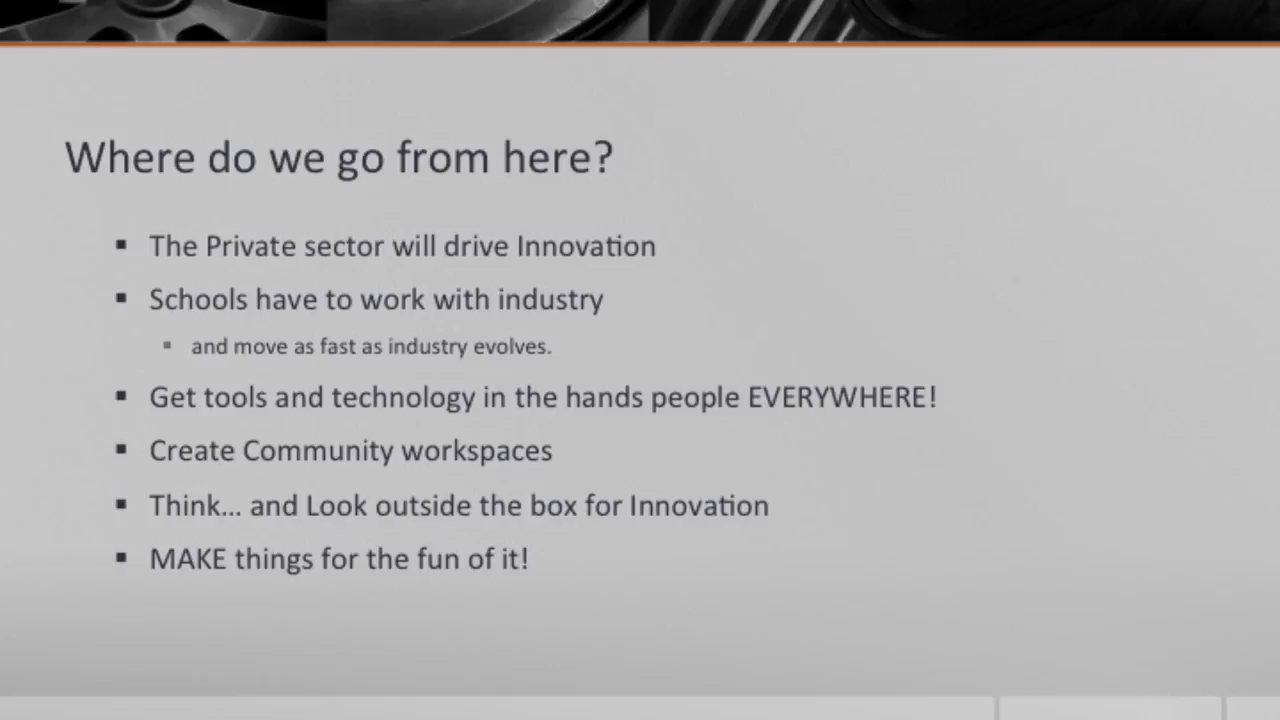 Where do we go from here?
▪ The Private sector will drive Innovation
▪ Schools have to work with industry
▪ and move as fast as industry evolves.
▪ Get tools and technology in the hands people EVERYWHERE!
▪ Create Community workspaces
▪ Think... and Look outside the box for Innovation
▪ MAKE things for the fun of it!